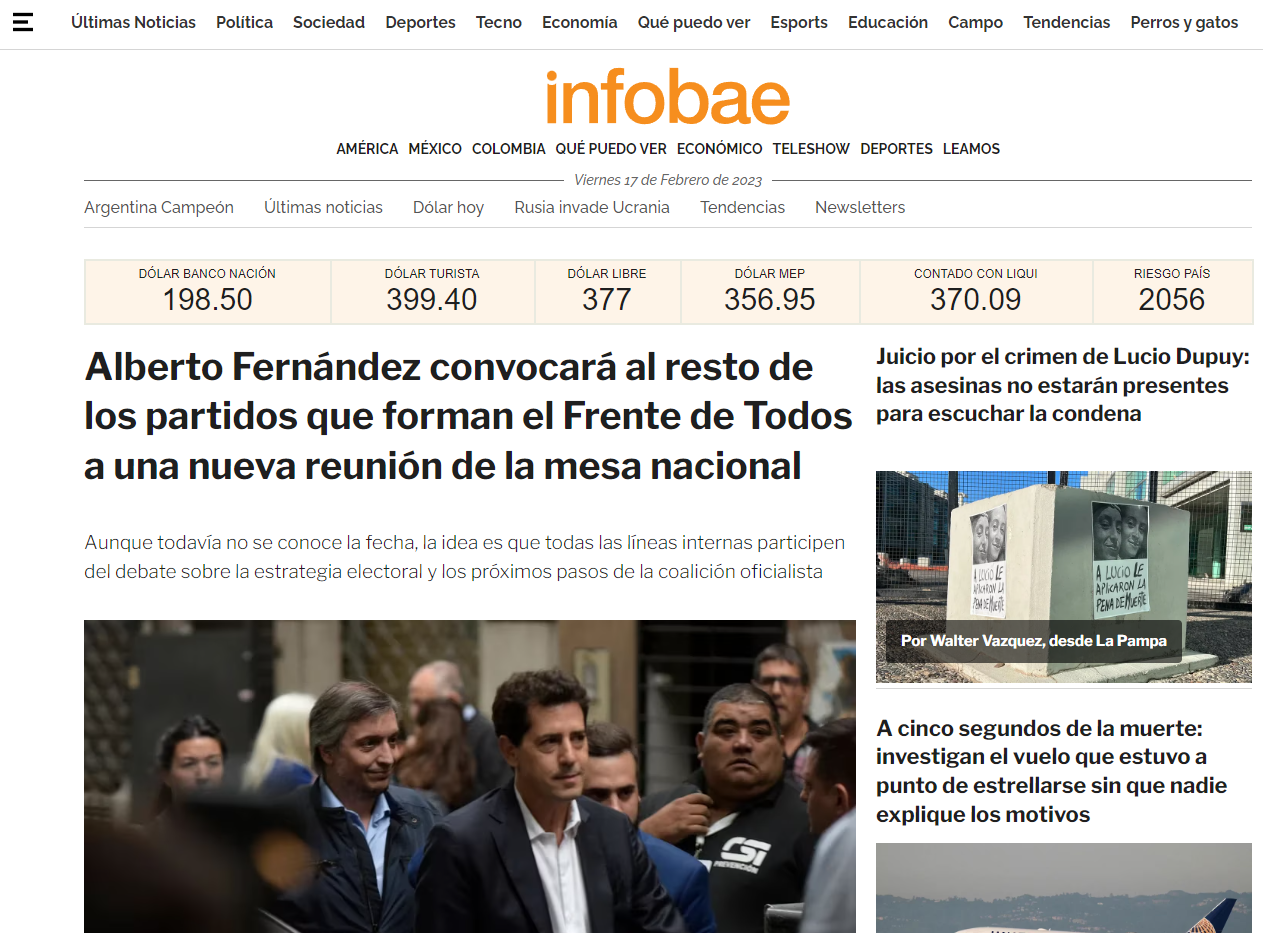 Últimas Noticias Política Sociedad Deportes Tecno Economía Qué puedo ver Esports Educación Campo Tendencias Perros y gatos
infobae
AMÉRICA MÉXICO COLOMBIA QUÉ PUEDO VER ECONÓMICO TELESHOW DEPORTES LEAMOS
Viernes 17 de Febrero de 2023
Argentina Campeón Últimas noticias Dólar hoy Rusia invade Ucrania Tendencias Newsletters
DÓLAR BANCO NACIÓN DÓLAR TURISTA DÓLAR LIBRE DÓLAR MEP CONTADO CON LIQUI RIESGO PAÍS
198.50 399.40 377 356.95 370.09 2056
Alberto Fernández convocará al resto de
los partidos que forman el Frente de Todos
a una nueva reunión de la mesa nacional
Aunque todavía no se conoce la fecha, la idea es que todas las líneas internas participen
del debate sobre la estrategia electoral y los próximos pasos de la coalición oficialista
GSI
PREVENCIÓN
Juicio por el crimen de Lucio Dupuy:
las asesinas no estarán presentes
para escuchar la condena
A LUCIO LE
APLICARON LA
PENA DE MUERTE
A LUCIO LE
APLICARON LA
PENA DE MUERTE
Por Walter Vazquez, desde La Pampa
A cinco segundos de la muerte:
investigan el vuelo que estuvo a
punto de estrellarse sin que nadie
explique los motivos